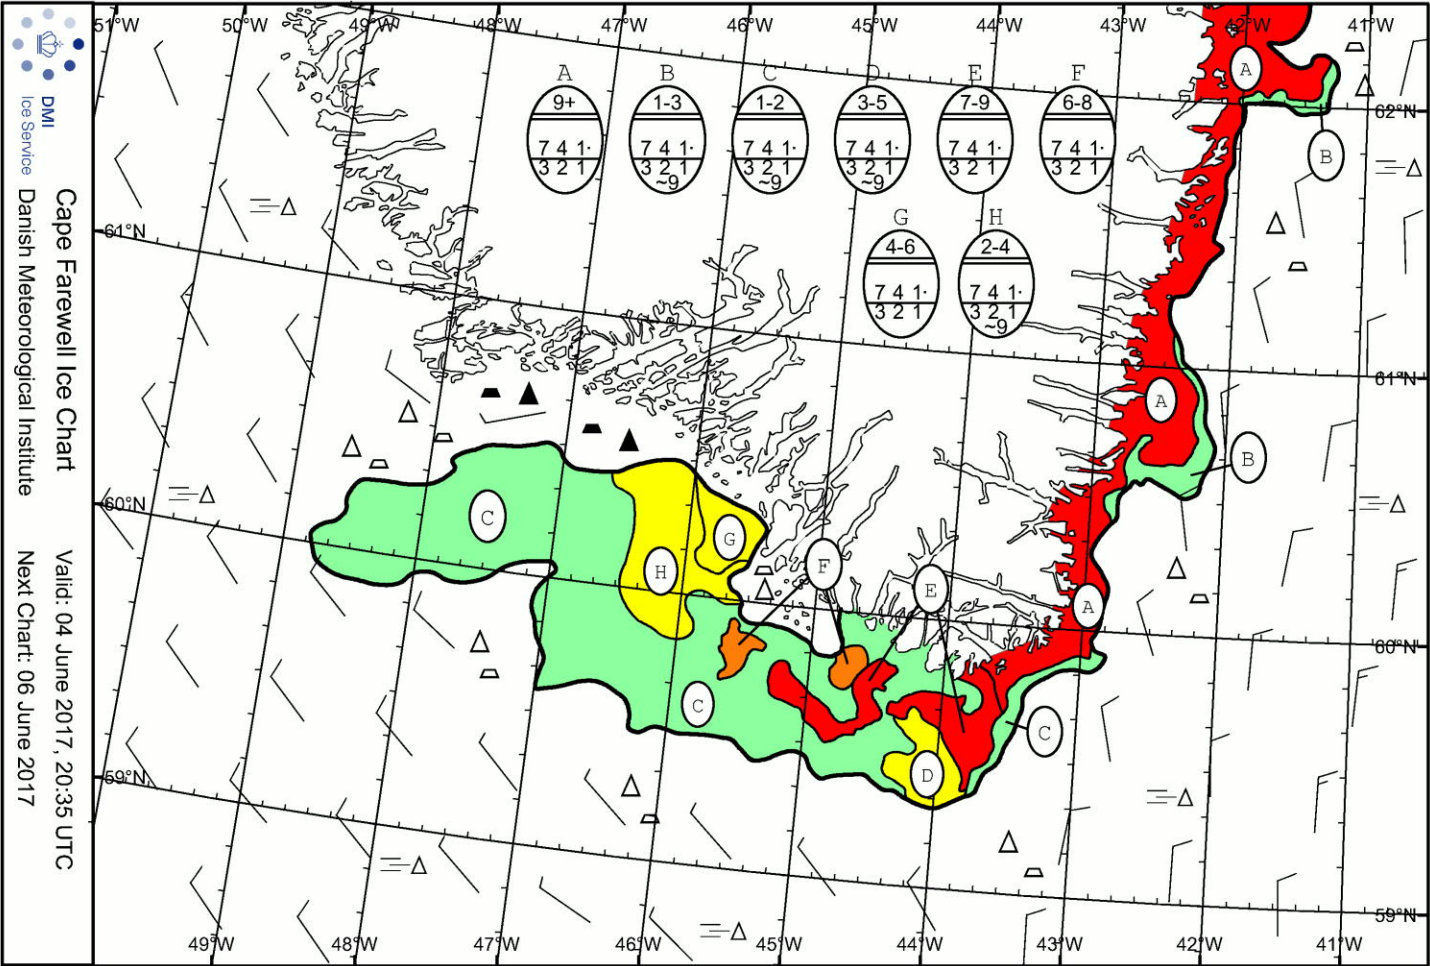 DMI
Ice Service
Cape Farewell Ice Chart
Danish Meteorological Institute
Valid: 04 June 2017, 20:35 UTC
Next Chart: 06 June 2017
51°W 50°W 49°W 48°W 47°W 46°W 45°W 44°W 43°W 42°W 41°W
A B C D E F
9+ 1-3 1-2 3-5 7-9 6-8
7 4 1· 7 4 1· 7 4 1· 7 4 1· 7 4 1· 7 4 1·
3 2 1 3 2 1 3 2 1 3 2 1 3 2 1 3 2 1
~9 ~9 ~9
G H
4-6 2-4
7 4 1· 7 4 1·
3 2 1 3 2 1
~9
A
62°N
B
61°N
61°N
A
B
60°N
C
G
H
F
E
A
60°N
C
C
D
59°N
59°N
49°W 48°W 47°W 46°W 45°W 44°W 43°W 42°W 41°W